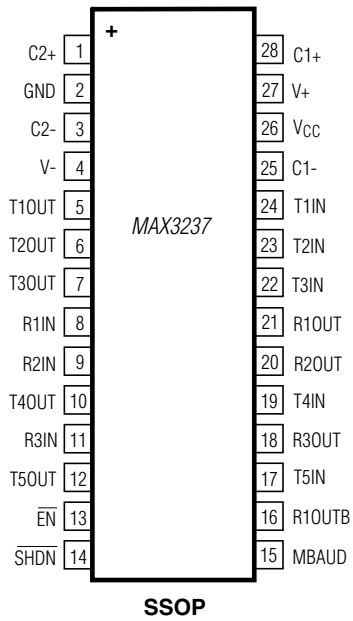 +
C2+ 1 28 C1+
GND 2 27 V+
C2- 3 26 VCC
V- 4 25 C1-
T1OUT 5 24 T1IN
MAX3237
T2OUT 6 23 T2IN
T3OUT 7 22 T3IN
R1IN 8 21 R1OUT
R2IN 9 20 R2OUT
T4OUT 10 19 T4IN
R3IN 11 18 R3OUT
T5OUT 12 17 T5IN
E̅N̅ 13 16 R1OUTB
S̅H̅D̅N̅ 14 15 MBAUD
SSOP